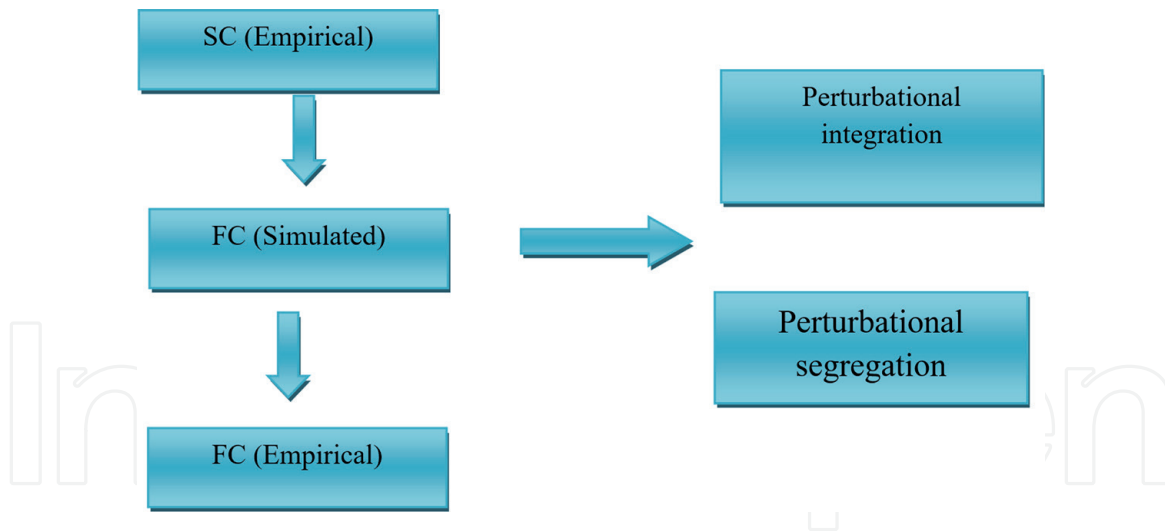 SC (Empirical)
FC (Simulated)
FC (Empirical)
Perturbational
integration
Perturbational
segregation